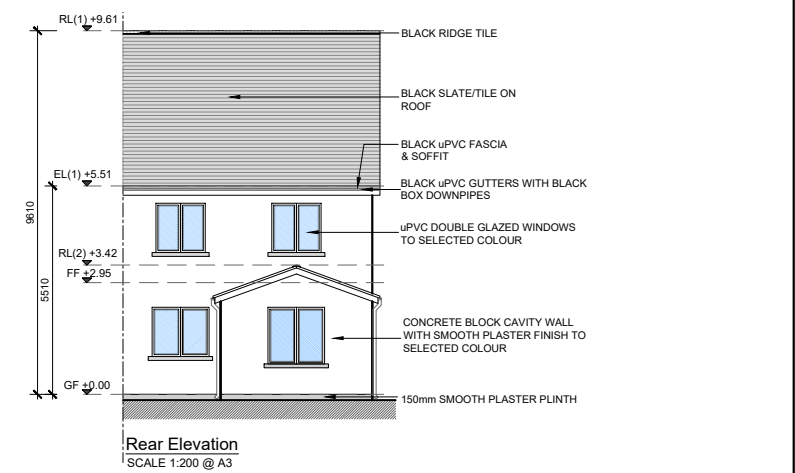 RL(1) +9.61
BLACK RIDGE TILE
BLACK SLATE/TILE ON
ROOF
BLACK uPVC FASCIA
& SOFFIT
EL(1) +5.51
BLACK uPVC GUTTERS WITH BLACK
BOX DOWNPIPES
9610
uPVC DOUBLE GLAZED WINDOWS
TO SELECTED COLOUR
RL(2) +3.42
FF +2.95
5510
CONCRETE BLOCK CAVITY WALL
WITH SMOOTH PLASTER FINISH TO
SELECTED COLOUR
GF +0.00
150mm SMOOTH PLASTER PLINTH
Rear Elevation
SCALE 1:200 @ A3